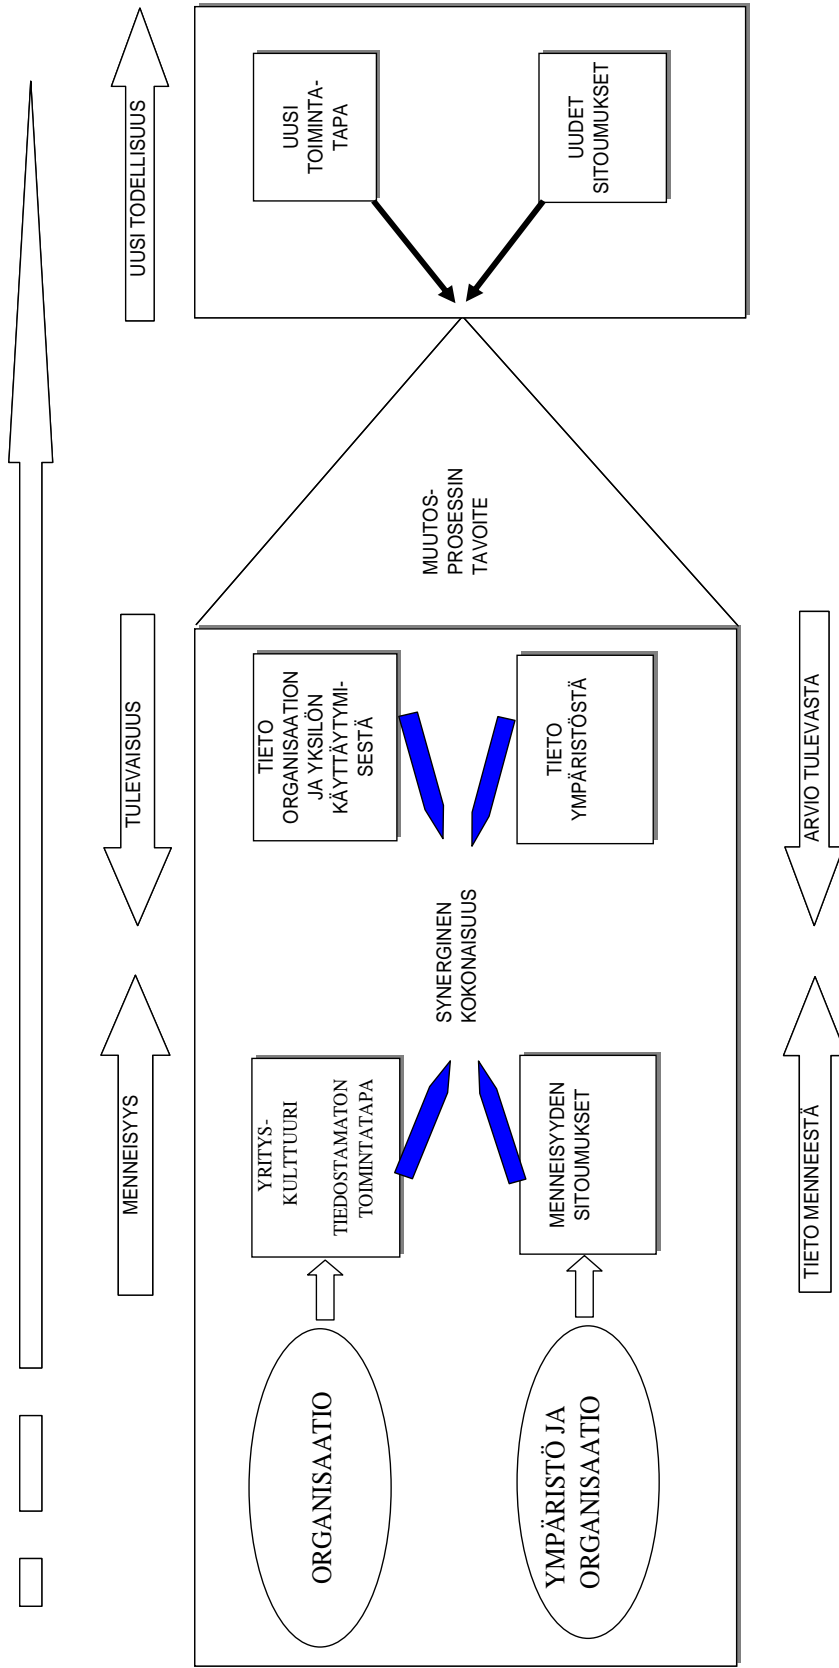 MENNEISYYS
TULEVAISUUS
UUSI TODELLISUUS
ORGANISAATIO
YRITYS-
KULTTUURI
TIEDOSTAMATON
TOIMINTATAPA
TIETO
ORGANISAATION
JA YKSILÖN
KÄYTTÄYTYMI-
SESTÄ
UUSI
TOIMINTA-
TAPA
SYNERGINEN
KOKONAISUUS
MUUTOS-
PROSESSIN
TAVOITE
YMPÄRISTÖ JA
ORGANISAATIO
MENNEISYYDEN
SITOUMUKSET
TIETO
YMPÄRISTÖSTÄ
UUDET
SITOUMUKSET
TIETO MENNEESTÄ
ARVIO TULEVASTA